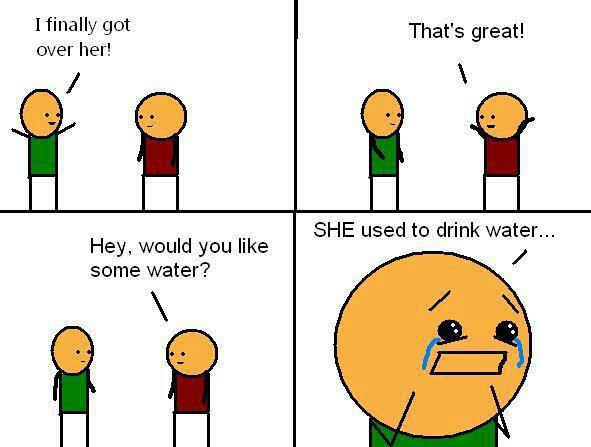 I finally got
over her!
That's great!
Hey, would you like
some water?
SHE used to drink water...